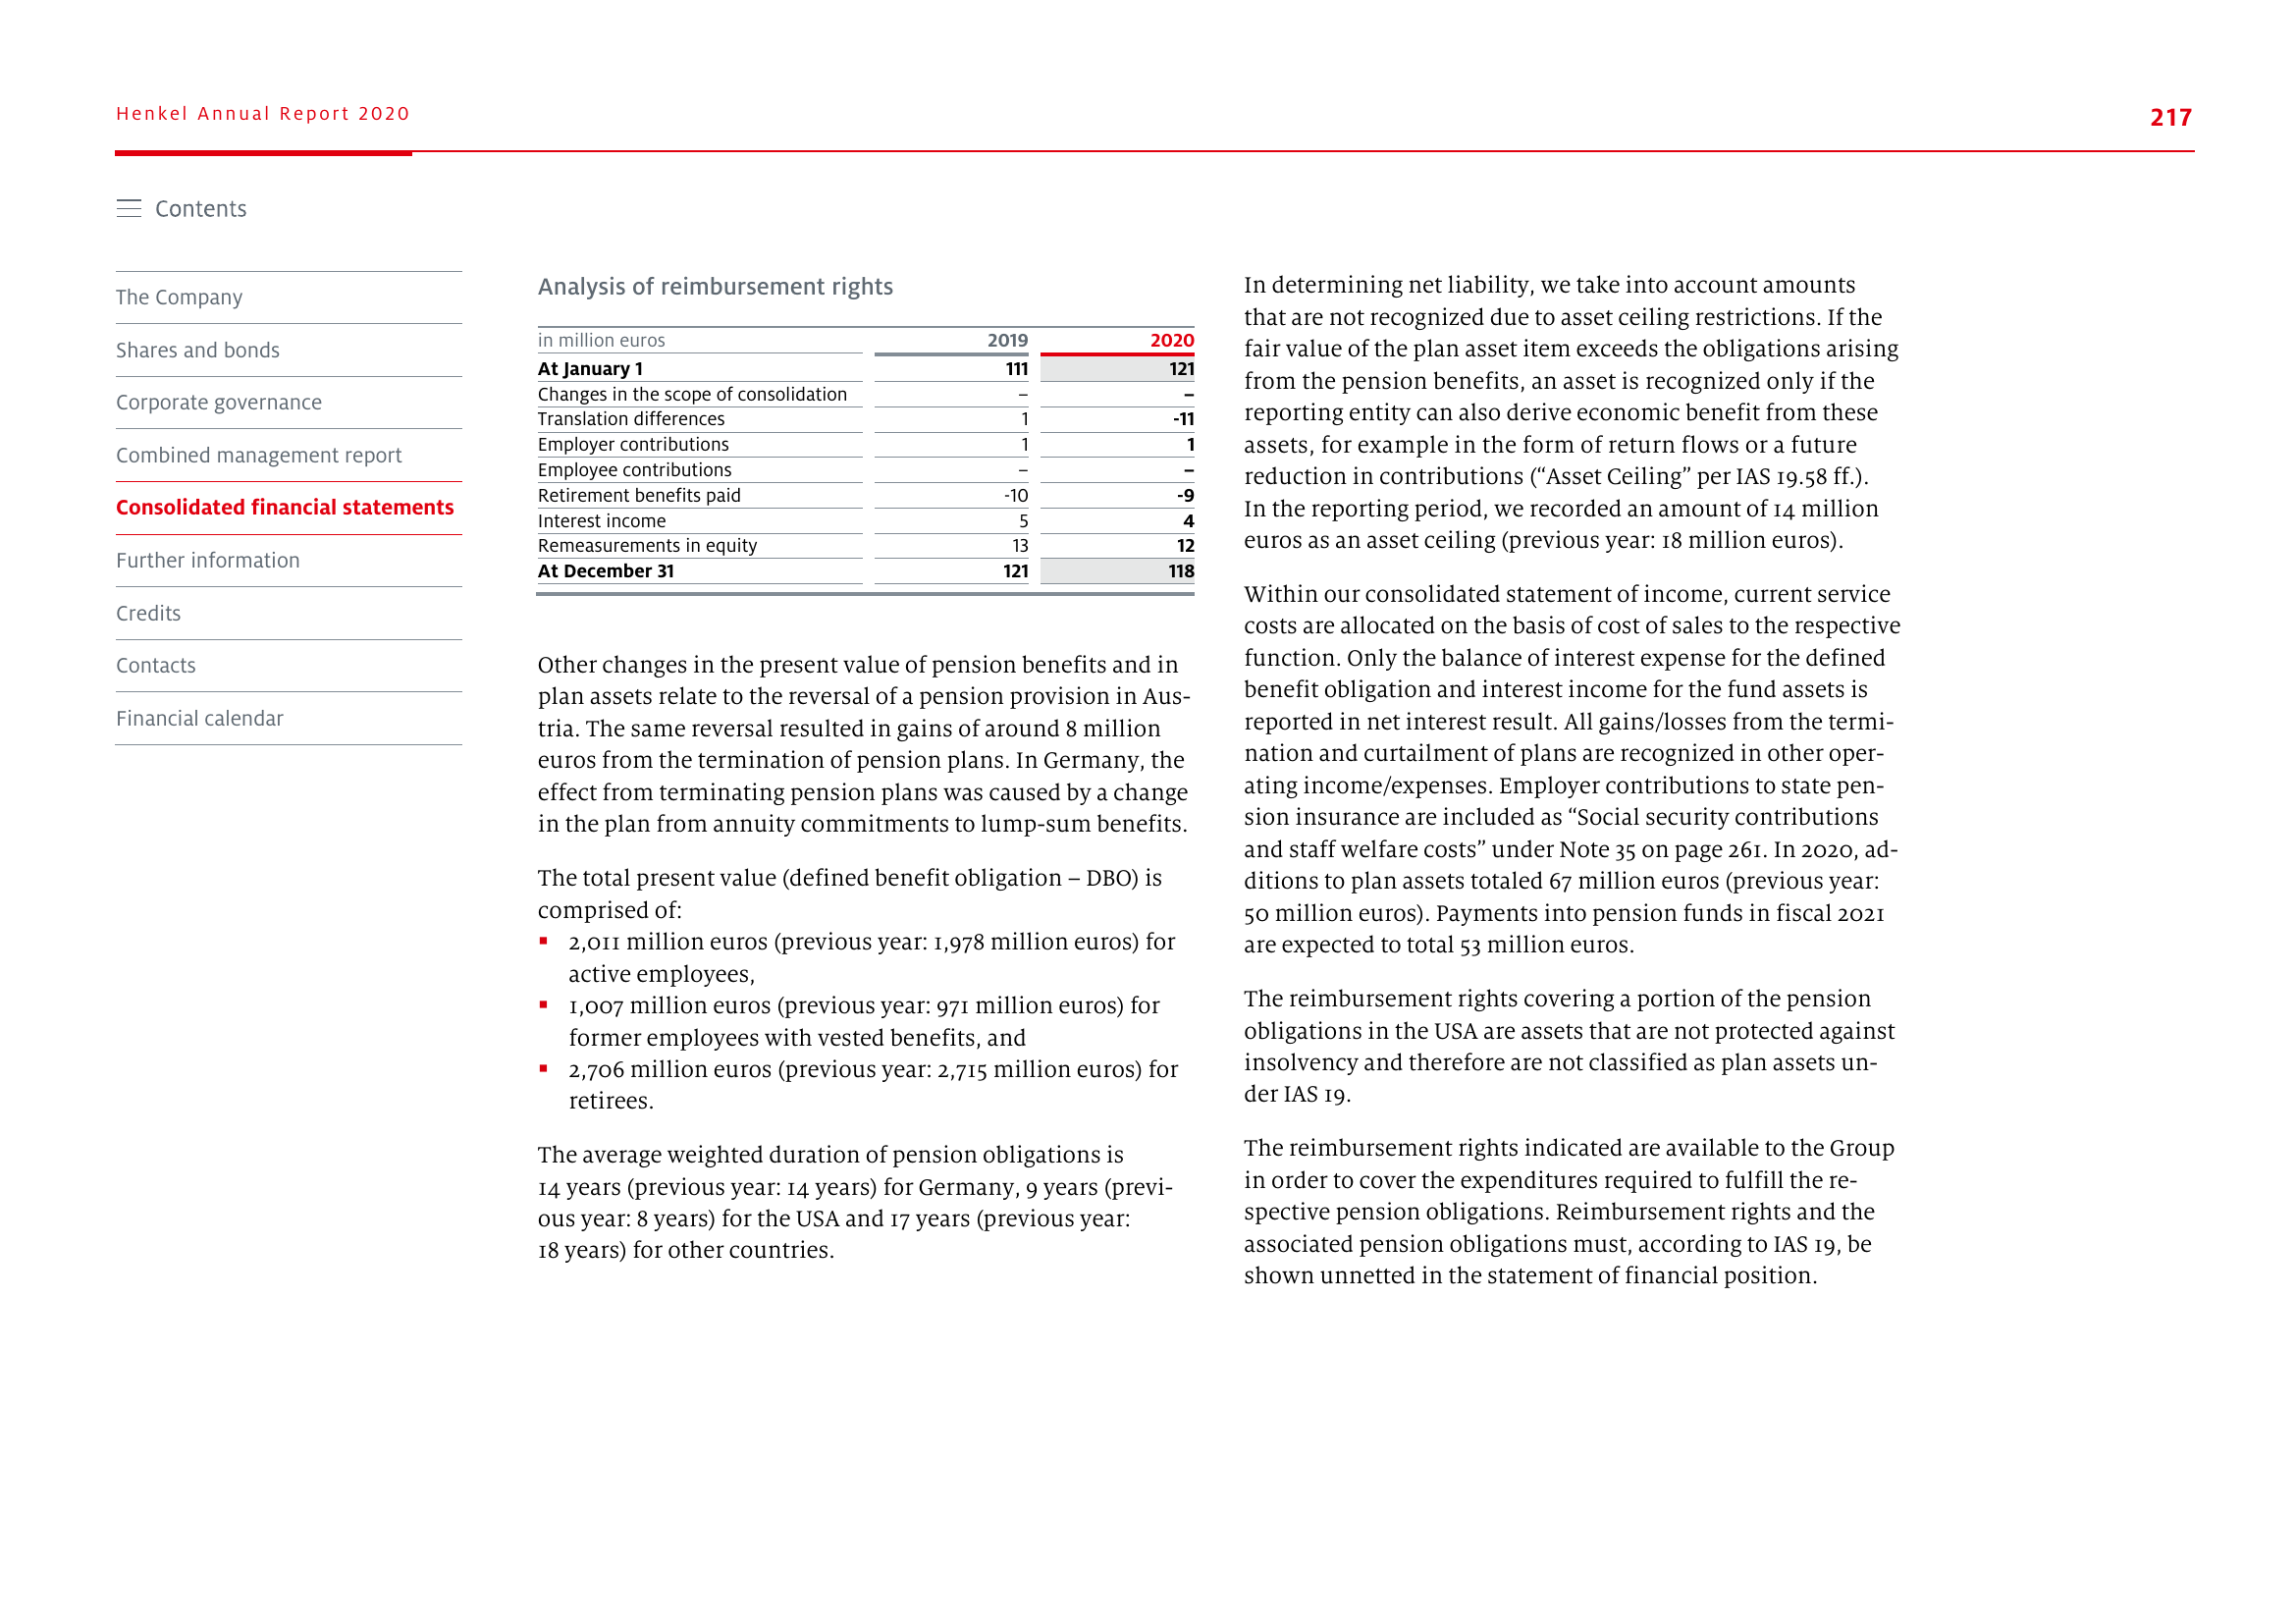 Henkel Annual Report 2020
217
Contents
The Company
Shares and bonds
Corporate governance
Combined management report
Consolidated financial statements
Further information
Credits
Contacts
Financial calendar
Analysis of reimbursement rights
in million euros 2019 2020
At January 1 111 121
Changes in the scope of consolidation – –
Translation differences 1 -11
Employer contributions 1 1
Employee contributions – –
Retirement benefits paid -10 -9
Interest income 5 4
Remeasurements in equity 13 12
At December 31 121 118
Other changes in the present value of pension benefits and in
plan assets relate to the reversal of a pension provision in Aus-
tria. The same reversal resulted in gains of around 8 million
euros from the termination of pension plans. In Germany, the
effect from terminating pension plans was caused by a change
in the plan from annuity commitments to lump-sum benefits.
The total present value (defined benefit obligation – DBO) is
comprised of:
▪ 2,011 million euros (previous year: 1,978 million euros) for
active employees,
▪ 1,007 million euros (previous year: 971 million euros) for
former employees with vested benefits, and
▪ 2,706 million euros (previous year: 2,715 million euros) for
retirees.
The average weighted duration of pension obligations is
14 years (previous year: 14 years) for Germany, 9 years (previ-
ous year: 8 years) for the USA and 17 years (previous year:
18 years) for other countries.
In determining net liability, we take into account amounts
that are not recognized due to asset ceiling restrictions. If the
fair value of the plan asset item exceeds the obligations arising
from the pension benefits, an asset is recognized only if the
reporting entity can also derive economic benefit from these
assets, for example in the form of return flows or a future
reduction in contributions (“Asset Ceiling” per IAS 19.58 ff.).
In the reporting period, we recorded an amount of 14 million
euros as an asset ceiling (previous year: 18 million euros).
Within our consolidated statement of income, current service
costs are allocated on the basis of cost of sales to the respective
function. Only the balance of interest expense for the defined
benefit obligation and interest income for the fund assets is
reported in net interest result. All gains/losses from the termi-
nation and curtailment of plans are recognized in other oper-
ating income/expenses. Employer contributions to state pen-
sion insurance are included as “Social security contributions
and staff welfare costs” under Note 35 on page 261. In 2020, ad-
ditions to plan assets totaled 67 million euros (previous year:
50 million euros). Payments into pension funds in fiscal 2021
are expected to total 53 million euros.
The reimbursement rights covering a portion of the pension
obligations in the USA are assets that are not protected against
insolvency and therefore are not classified as plan assets un-
der IAS 19.
The reimbursement rights indicated are available to the Group
in order to cover the expenditures required to fulfill the re-
spective pension obligations. Reimbursement rights and the
associated pension obligations must, according to IAS 19, be
shown unnetted in the statement of financial position.